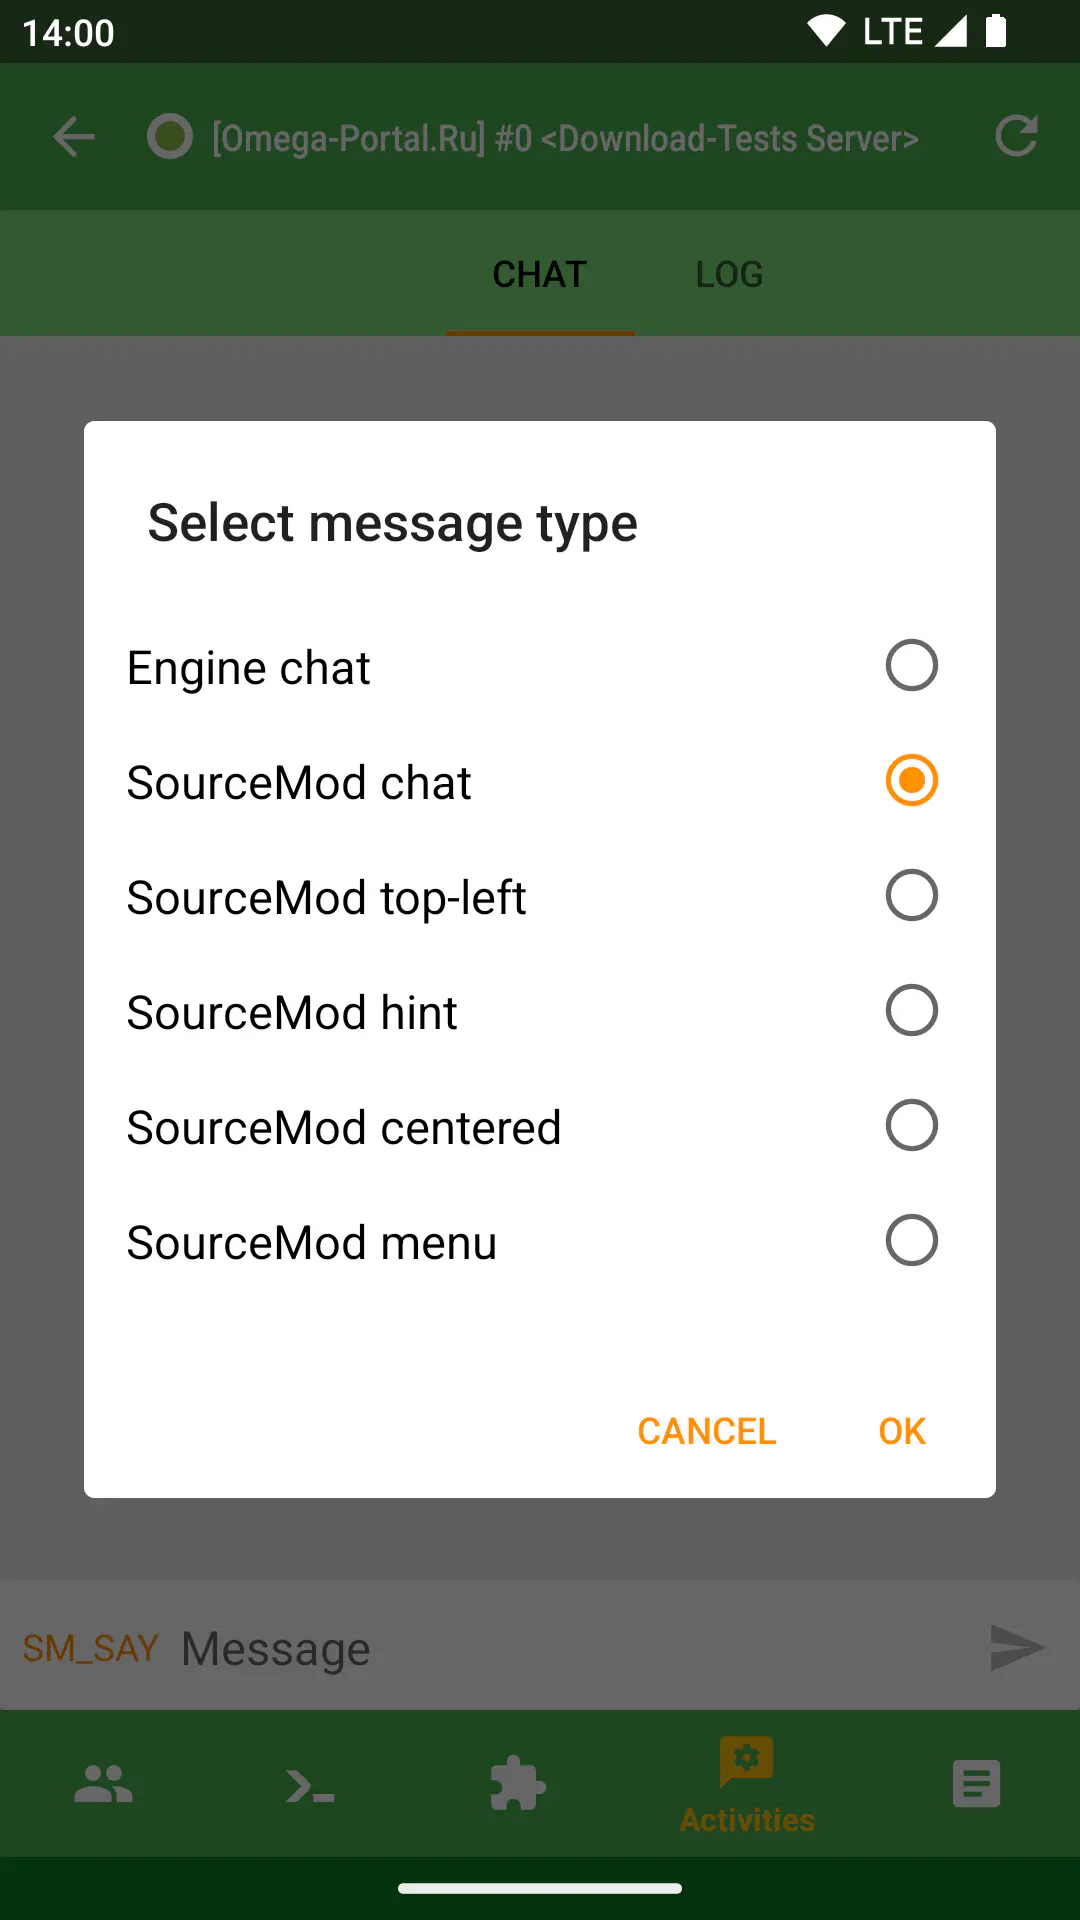 14:00
LTE
[Omega-Portal.Ru] #0 <Download-Tests Server>
CHAT
LOG
Select message type
Engine chat
SourceMod chat
SourceMod top-left
SourceMod hint
SourceMod centered
SourceMod menu
CANCEL
OK
SM_SAY
Message
Activities